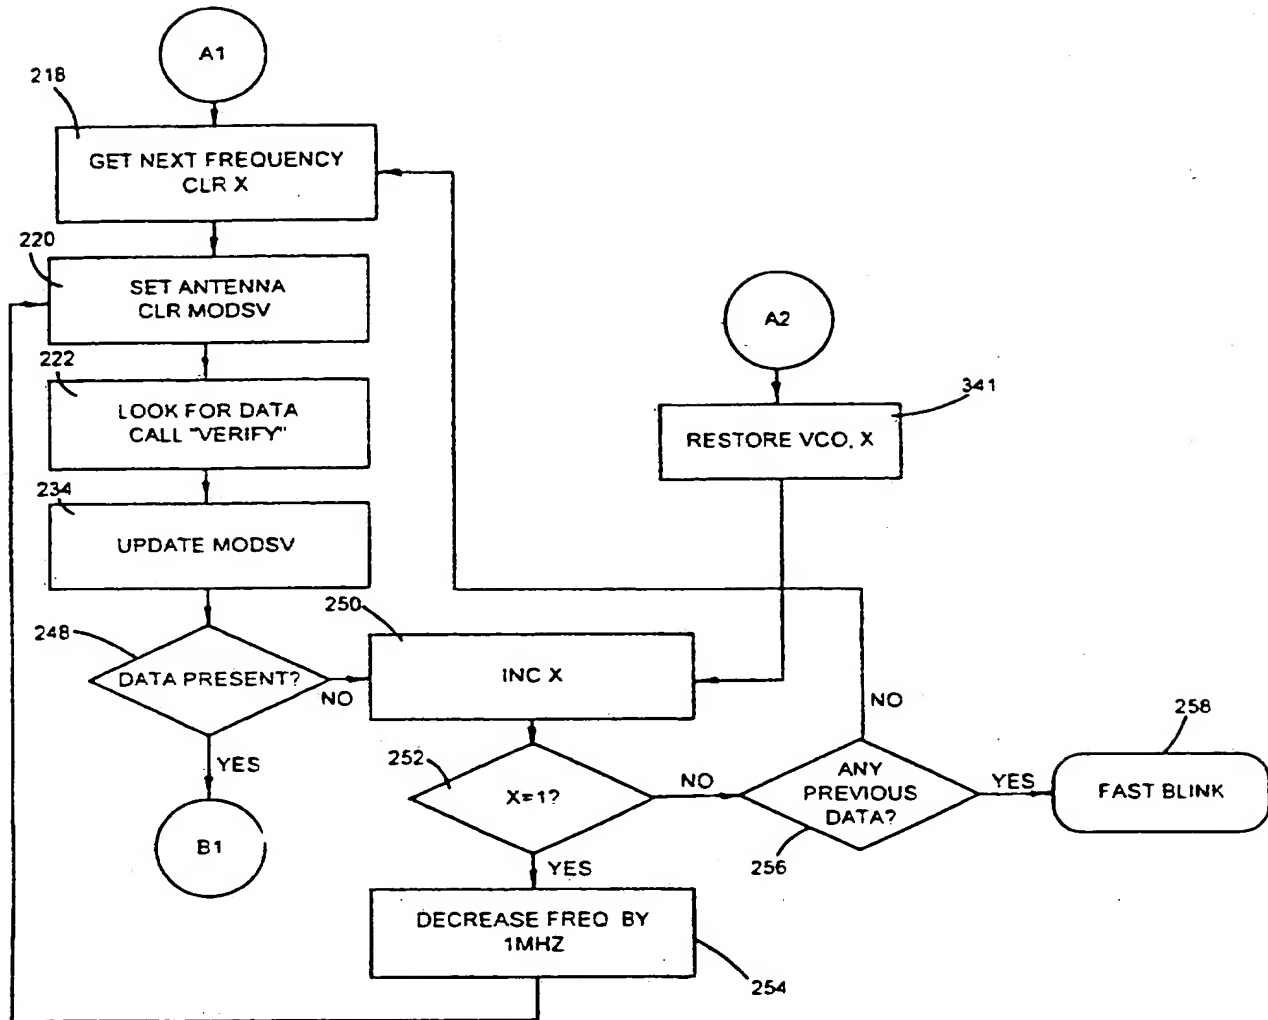 A1
218
GET NEXT FREQUENCY
CLR X
220
SET ANTENNA
CLR MODSV
A2
222
LOOK FOR DATA
CALL "VERIFY"
341
RESTORE VCO, X
234
UPDATE MODSV
250
248
DATA PRESENT?
NO
INC X
NO
258
YES
252
X=1?
NO
ANY
PREVIOUS
DATA?
YES
FAST BLINK
B1
256
YES
DECREASE FREQ BY
1MHZ
254